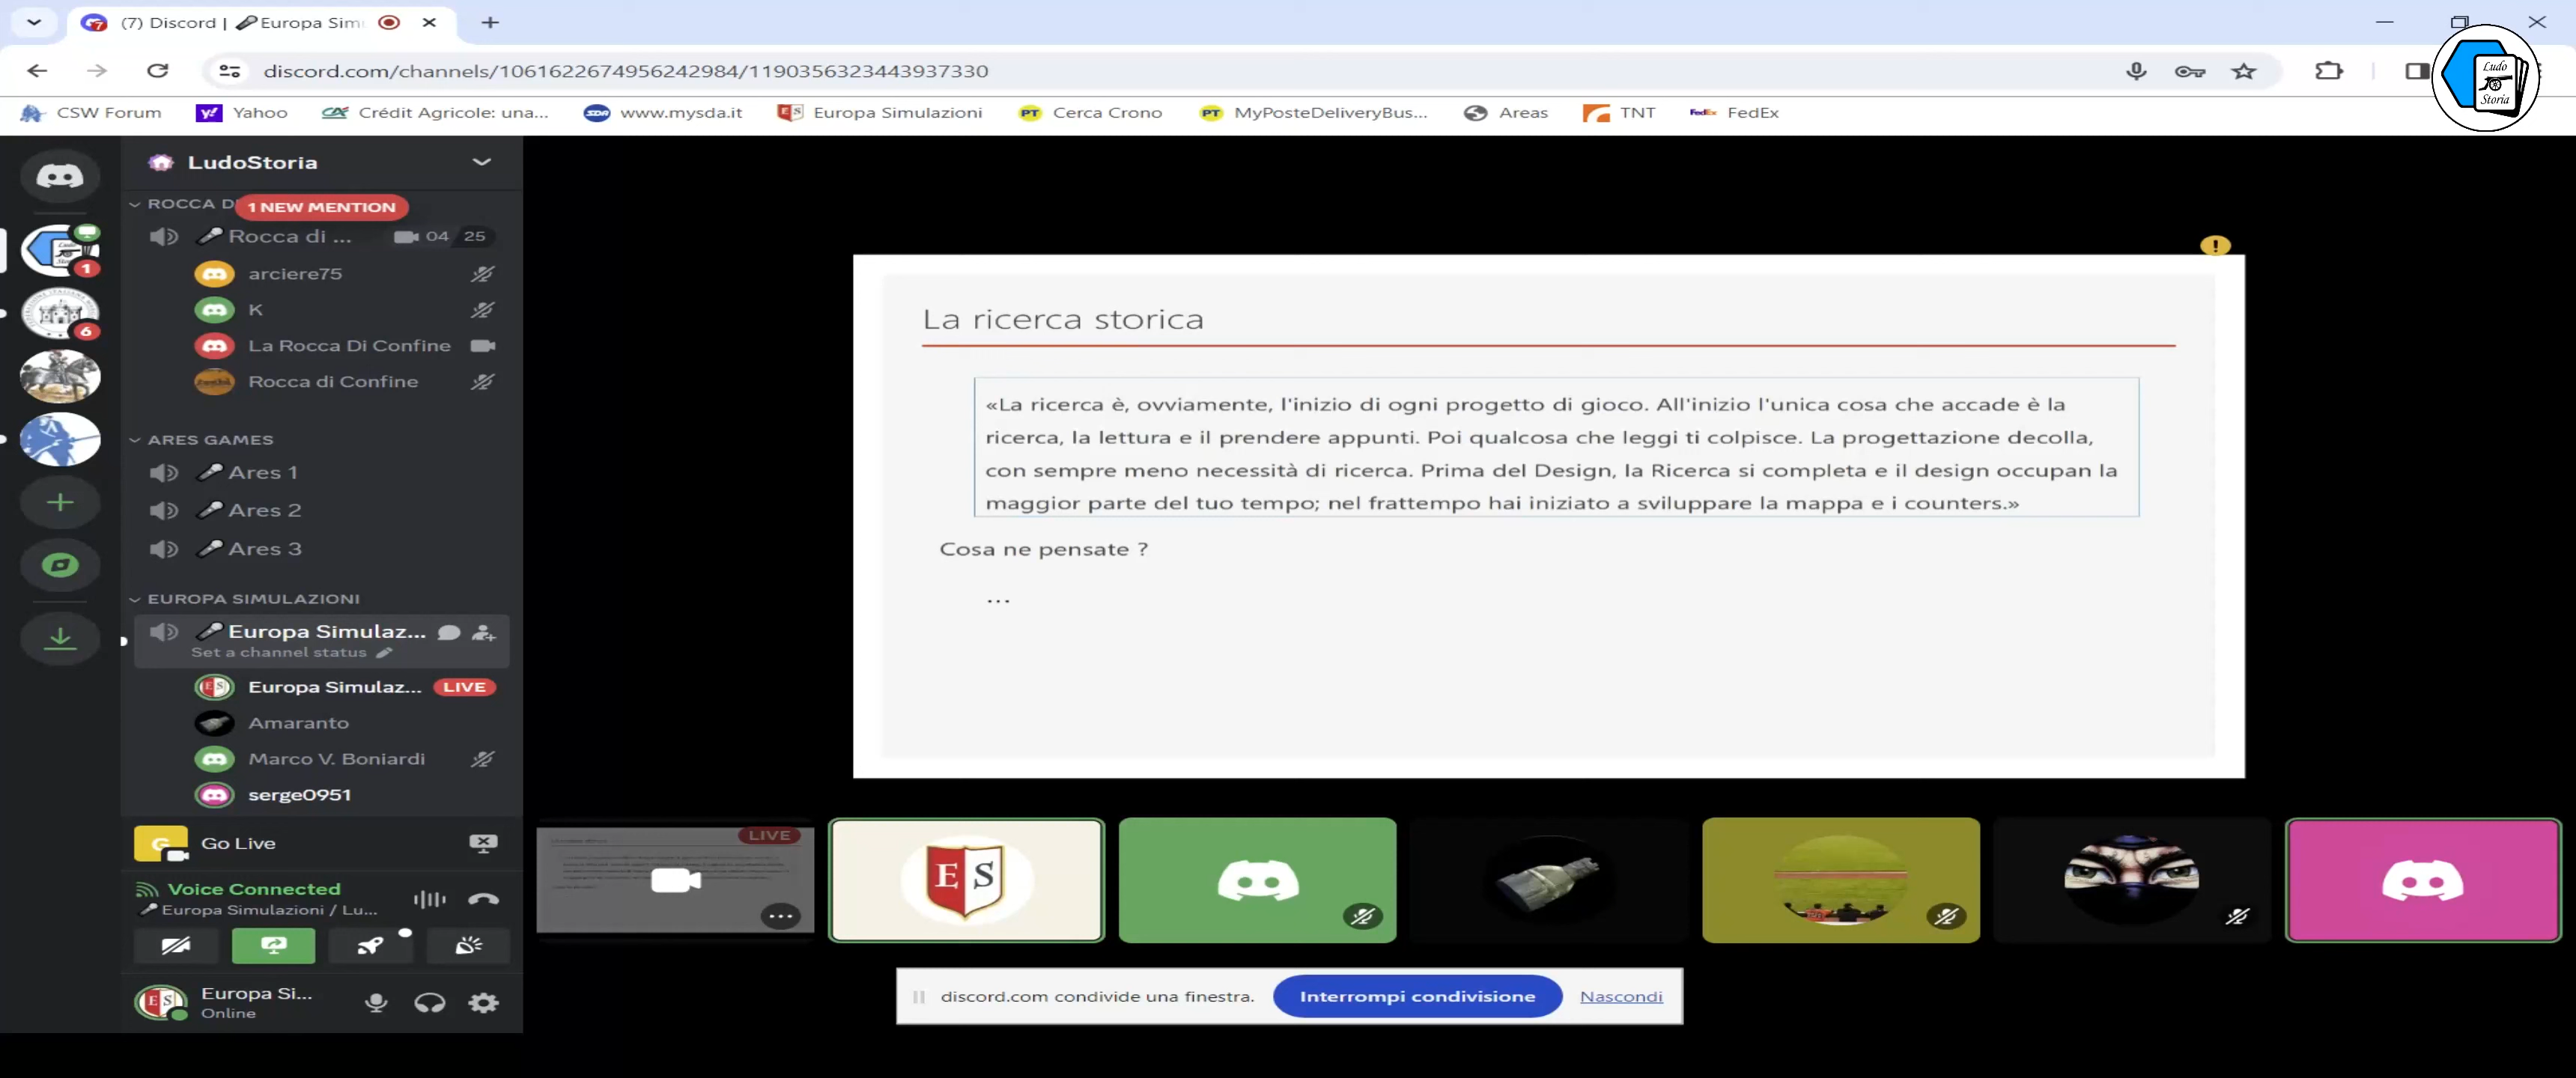 (7) Discord | Europa Sim
discord.com/channels/1061622674956242984/1190356323443937330
CSW Forum
Yahoo
Crédit Agricole: una...
www.mysda.it
Europa Simulazioni
Cerca Crono
MyPosteDeliveryBus...
Areas
TNT
FedEx
Ludo
Storia
LudoStoria
ROCCA D
1 NEW MENTION
Rocca di ...
04 25
arciere75
K
La Rocca Di Confine
Rocca di Confine
ARES GAMES
Ares 1
Ares 2
Ares 3
EUROPA SIMULAZIONI
Europa Simulaz...
Set a channel status
Europa Simulaz... LIVE
Amaranto
Marco V. Boniardi
serge0951
Go Live
Voice Connected
Europa Simulazioni / Lu...
Europa Si...
Online
1
6
La ricerca storica
«La ricerca è, ovviamente, l'inizio di ogni progetto di gioco. All'inizio l'unica cosa che accade è la
ricerca, la lettura e il prendere appunti. Poi qualcosa che leggi ti colpisce. La progettazione decolla,
con sempre meno necessità di ricerca. Prima del Design, la Ricerca si completa e il design occupan la
maggior parte del tuo tempo; nel frattempo hai iniziato a sviluppare la mappa e i counters.»
Cosa ne pensate ?
...
LIVE
E S
discord.com condivide una finestra.
Interrompi condivisione
Nascondi